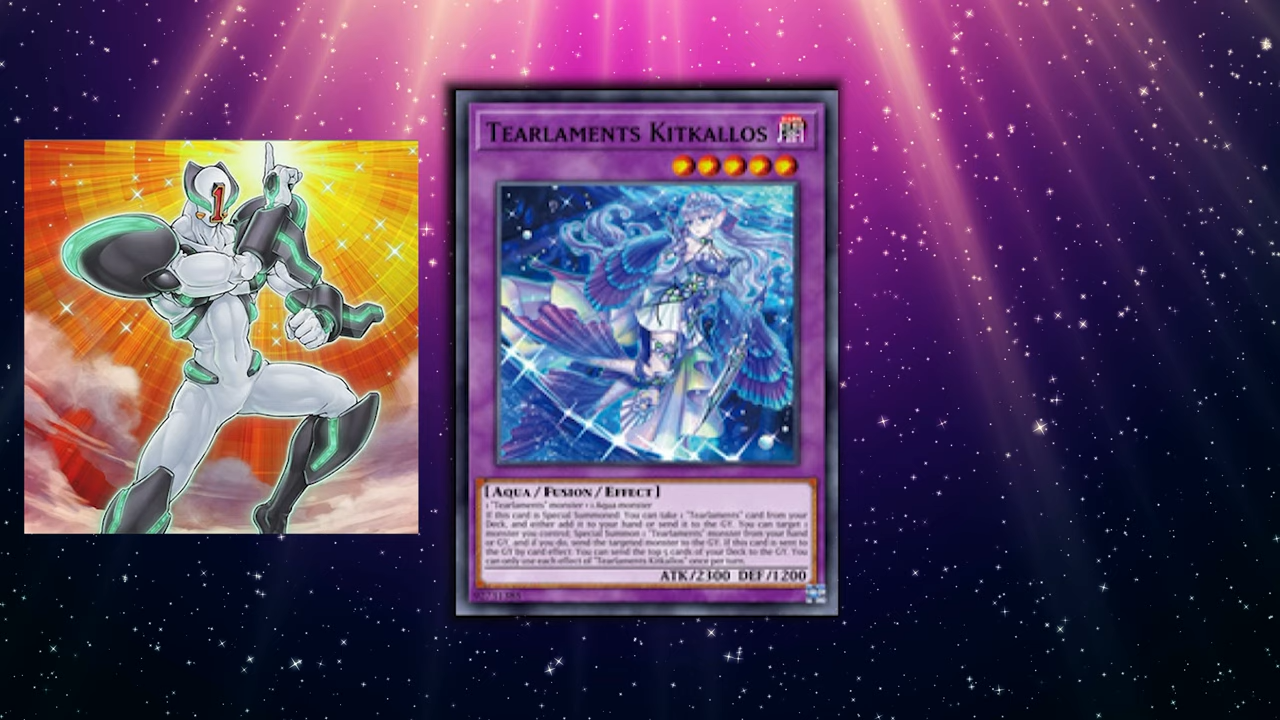 1
TEARLAMENTS KITKALLOS
[AQUA / FUSION / EFFECT]
1 "Tearlaments" monster + 1 Aqua monster
If this card is Special Summoned: You can take 1 "Tearlaments" card from your
Deck, and either add it to your hand or send it to the GY. You can target 1
monster you control; Special Summon 1 "Tearlaments" monster from your hand
or GY, and if you do, send the targeted monster to the GY. If this card is sent to
the GY by card effect: You can send the top 5 cards of your Deck to the GY. You
can only use each effect of "Tearlaments Kitkallos" once per turn.
ATK/2300 DEF/1200